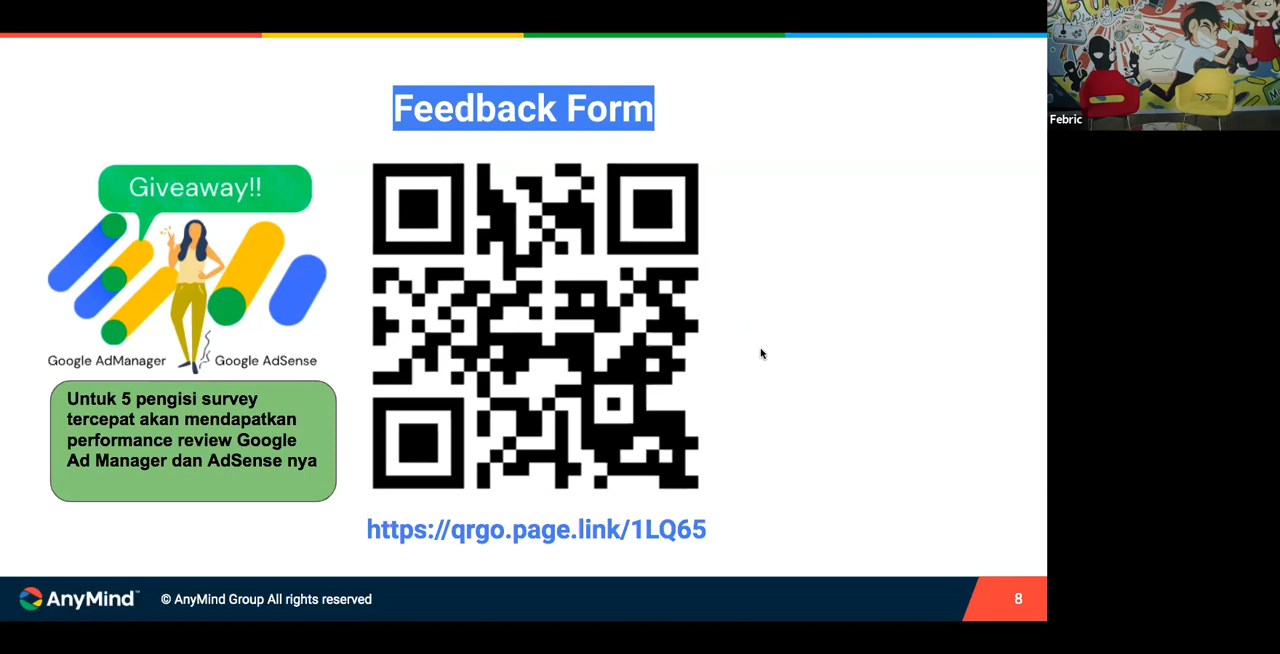 Feedback Form
Giveaway!!
Google AdManager
Google AdSense
Untuk 5 pengisi survey
tercepat akan mendapatkan
performance review Google
Ad Manager dan AdSense nya
https://qrgo.page.link/1LQ65
AnyMind
© AnyMind Group All rights reserved
8
Febric